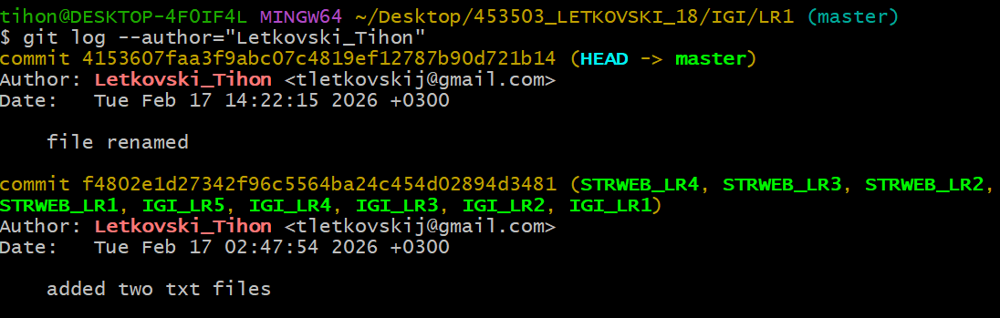 tihon@DESKTOP-4FOIF4L MINGW64 ~/Desktop/453503_LETKOVSKI_18/IGI/LR1 (master)
$ git log --author="Letkovski_Tihon"
commit 4153607faa3f9abc07c4819ef12787b90d721b14 (HEAD -> master)
Author: Letkovski_Tihon <tletkovskij@gmail.com>
Date:   Tue Feb 17 14:22:15 2026 +0300
    file renamed
commit f4802e1d27342f96c5564ba24c454d02894d3481 (STRWEB_LR4, STRWEB_LR3, STRWEB_LR2,
STRWEB_LR1, IGI_LR5, IGI_LR4, IGI_LR3, IGI_LR2, IGI_LR1)
Author: Letkovski_Tihon <tletkovskij@gmail.com>
Date:   Tue Feb 17 02:47:54 2026 +0300
    added two txt files